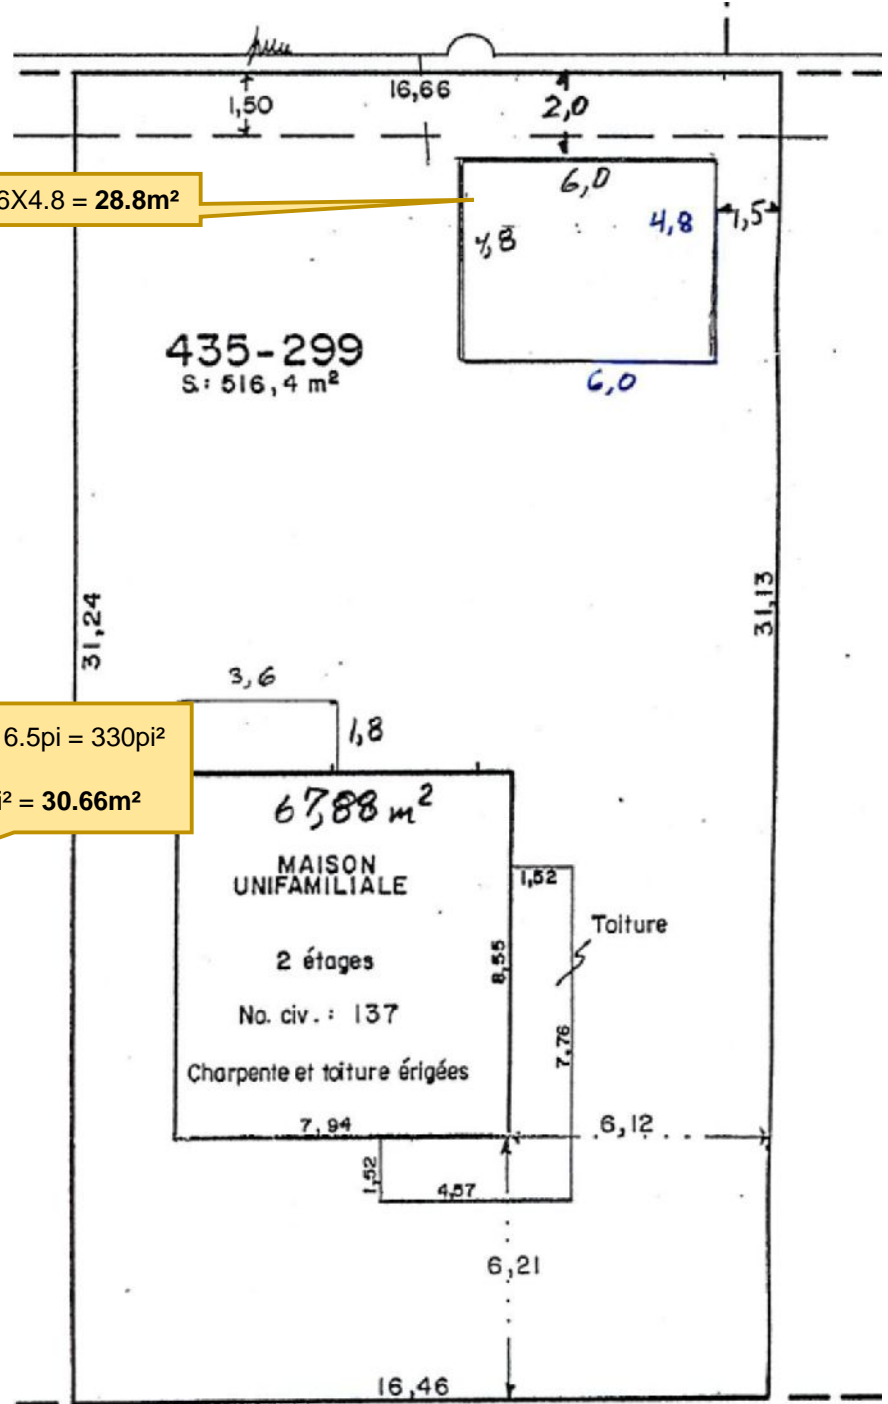 1,50
16,66
2,0
6X4.8 = 28.8m²
6,0
4,8
4,8
1,5
435-299
S.: 516,4 m²
6,0
31,24
31,13
3,6
1,8
6.5pi = 330pi²
i² = 30.66m²
67,88 m²
MAISON
UNIFAMILIALE
1,52
Toiture
2 étages
8,55
No. civ.: 137
7,76
Charpente et toiture érigées
7,94
6,12
1,52
4,57
6,21
16,46